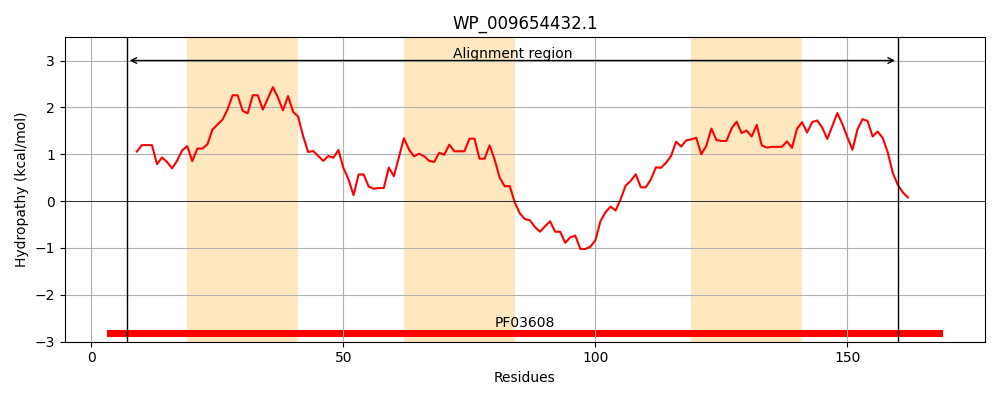 WP_009654432.1
Alignment region
Hydropathy (kcal/mol)
3
2
1
0
−1
−2
−3
PF03608
0
50
100
150
Residues